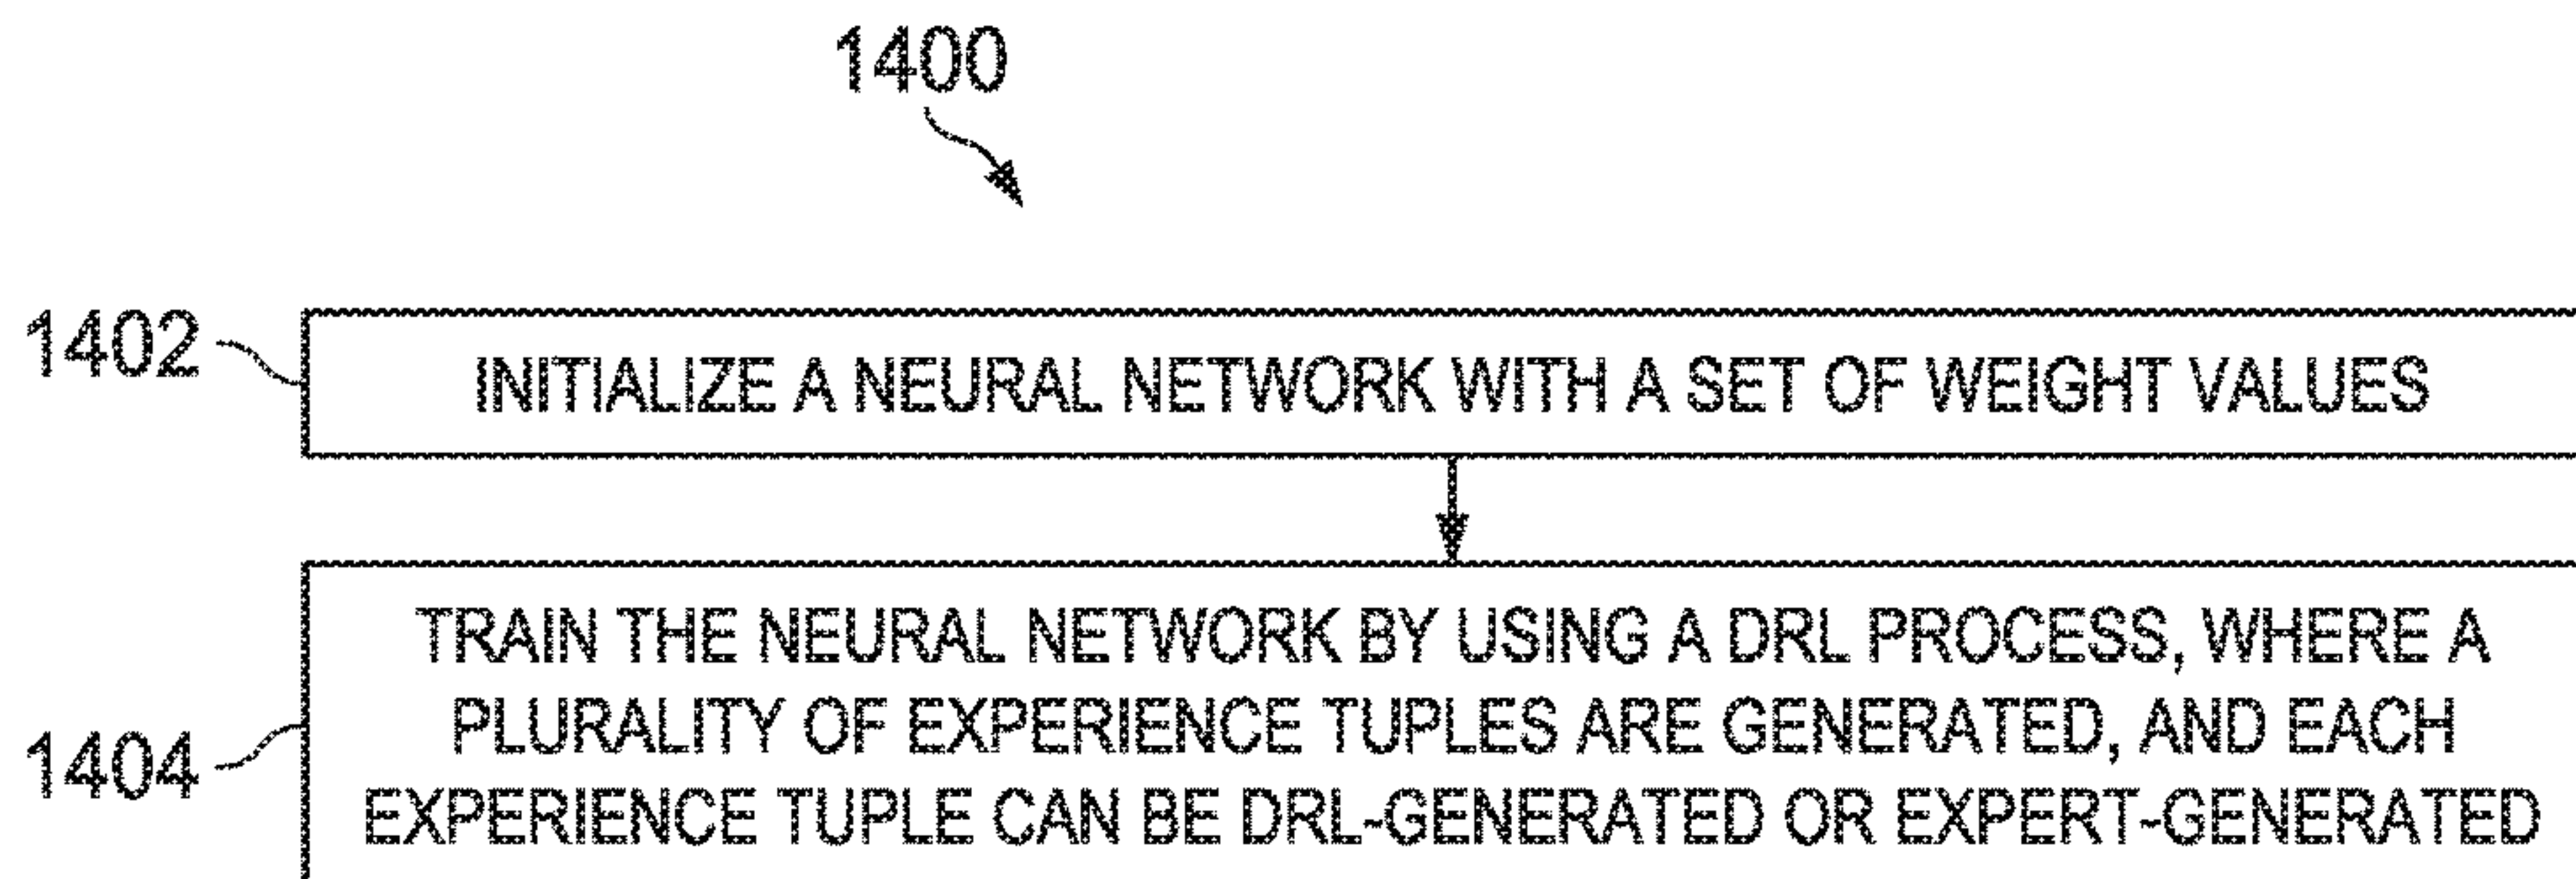 1400
1402
INITIALIZE A NEURAL NETWORK WITH A SET OF WEIGHT VALUES
TRAIN THE NEURAL NETWORK BY USING A DRL PROCESS, WHERE A
PLURALITY OF EXPERIENCE TUPLES ARE GENERATED, AND EACH
1404
EXPERIENCE TUPLE CAN BE DRL-GENERATED OR EXPERT-GENERATED